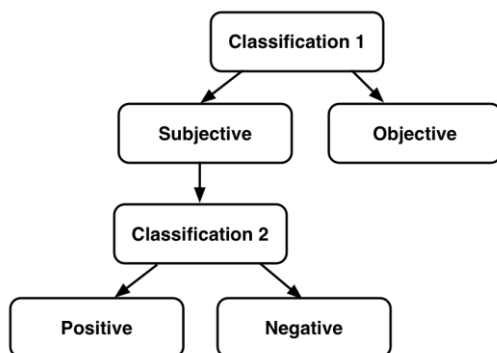 Classification 1
Subjective
Objective
Classification 2
Positive
Negative